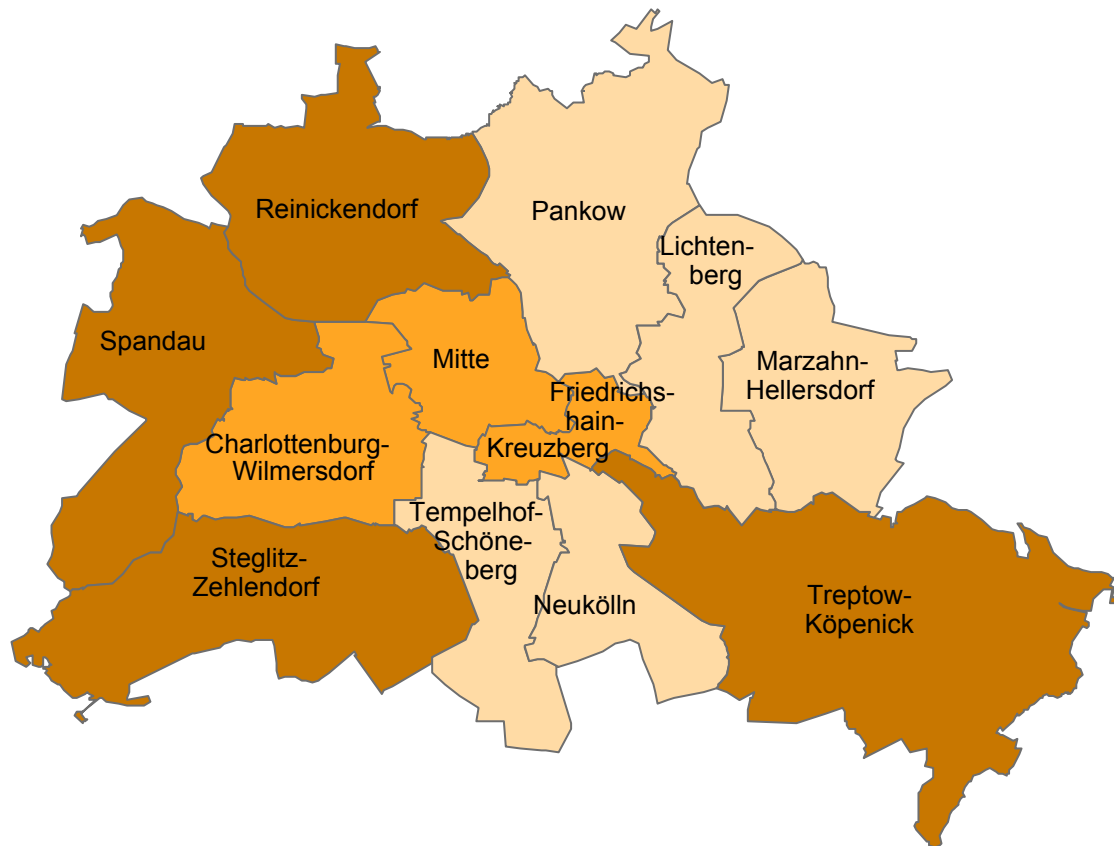 Reinickendorf
Pankow
Lichten-
berg
Spandau
Mitte
Marzahn-
Hellersdorf
Friedrichs-
hain-
Kreuzberg
Charlottenburg-
Wilmersdorf
Tempelhof-
Schöne-
berg
Steglitz-
Zehlendorf
Neukölln
Treptow-
Köpenick